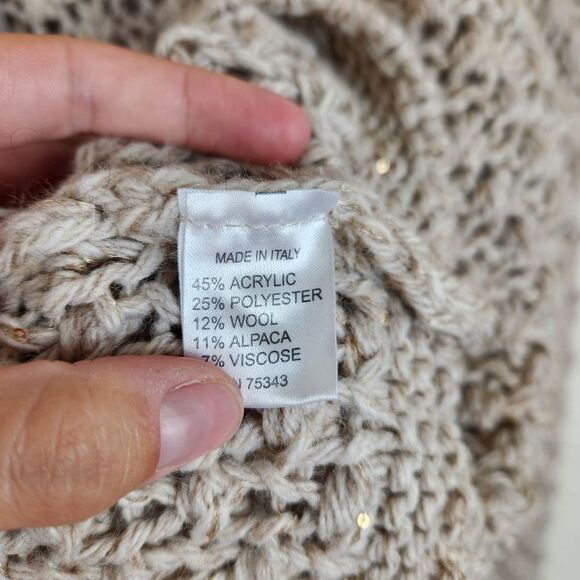 MADE IN ITALY
45% ACRYLIC
25% POLYESTER
12% WOOL
11% ALPACA
7% VISCOSE
75343